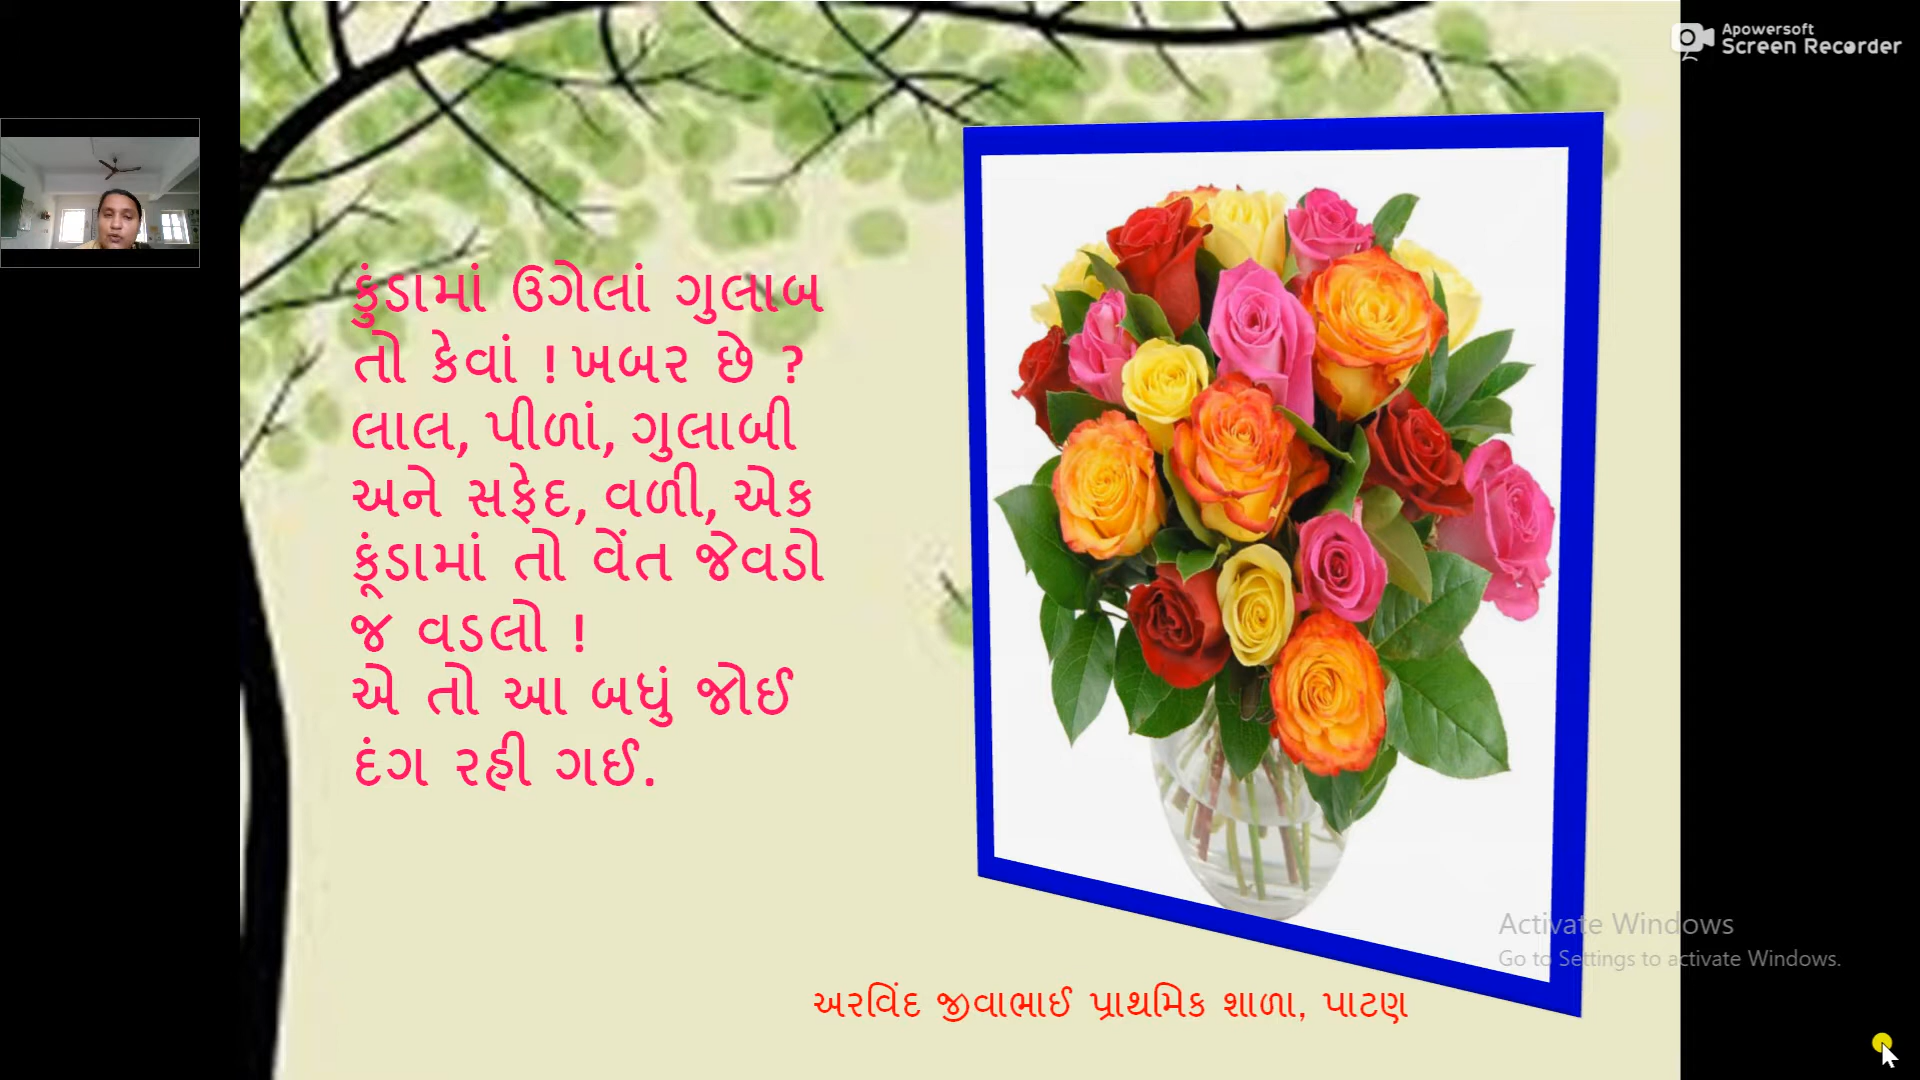 Apowersoft
Screen Recorder
કુંડામાં ઉગેલાં ગુલાબ
તો કેવાં ! ખબર છે ?
લાલ, પીળાં, ગુલાબી
અને સફેદ, વળી, એક
કૂંડામાં તો વેંત જેવડો
જ વડલો !
એ તો આ બધું જોઈ
દંગ રહી ગઈ.
Activate Windows
Go to Settings to activate Windows.
અરવિંદ જીવાભાઈ પ્રાથમિક શાળા, પાટણ